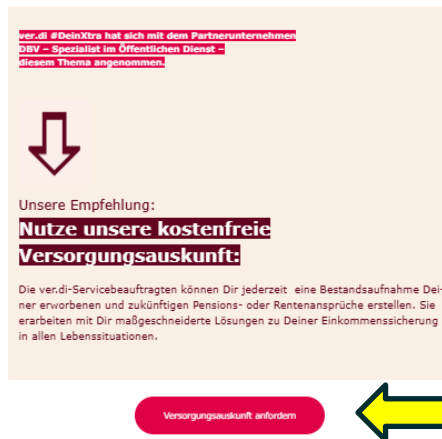 ver.di #DeinXtra hat sich mit dem Partnerunternehmen
DBV – Spezialist im Öffentlichen Dienst –
diesem Thema angenommen.
Unsere Empfehlung:
Nutze unsere kostenfreie
Versorgungsauskunft:
Die ver.di-Servicebeauftragten können Dir jederzeit eine Bestandsaufnahme Dei-
ner erworbenen und zukünftigen Pensions- oder Rentenansprüche erstellen. Sie
erarbeiten mit Dir maßgeschneiderte Lösungen zu Deiner Einkommenssicherung
in allen Lebenssituationen.
Versorgungsauskunft anfordern